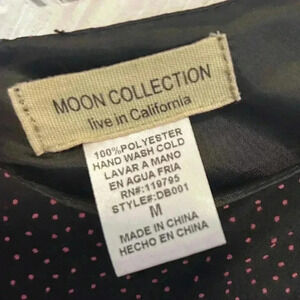 MOON COLLECTION
live in California
100%POLYESTER
HAND WASH COLD
LAVAR A MANO
EN AGUA FRIA
RN#:119795
STYLE#:DB001
M
MADE IN CHINA
HECHO EN CHINA